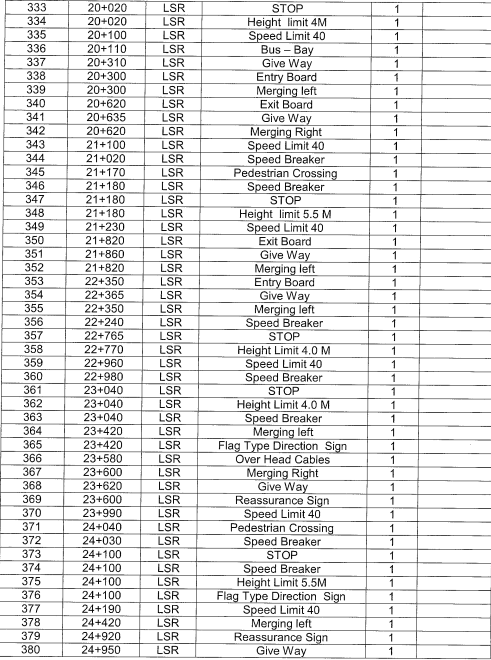 333 20+020 LSR STOP 1
334 20+020 LSR Height limit 4M 1
335 20+100 LSR Speed Limit 40 1
336 20+110 LSR Bus – Bay 1
337 20+310 LSR Give Way 1
338 20+300 LSR Entry Board 1
339 20+300 LSR Merging left 1
340 20+620 LSR Exit Board 1
341 20+635 LSR Give Way 1
342 20+620 LSR Merging Right 1
343 21+100 LSR Speed Limit 40 1
344 21+020 LSR Speed Breaker 1
345 21+170 LSR Pedestrian Crossing 1
346 21+180 LSR Speed Breaker 1
347 21+180 LSR STOP 1
348 21+180 LSR Height limit 5.5 M 1
349 21+230 LSR Speed Limit 40 1
350 21+820 LSR Exit Board 1
351 21+860 LSR Give Way 1
352 21+820 LSR Merging left 1
353 22+350 LSR Entry Board 1
354 22+365 LSR Give Way 1
355 22+350 LSR Merging left 1
356 22+240 LSR Speed Breaker 1
357 22+765 LSR STOP 1
358 22+770 LSR Height Limit 4.0 M 1
359 22+960 LSR Speed Limit 40 1
360 22+980 LSR Speed Breaker 1
361 23+040 LSR STOP 1
362 23+040 LSR Height Limit 4.0 M 1
363 23+040 LSR Speed Breaker 1
364 23+420 LSR Merging left 1
365 23+420 LSR Flag Type Direction Sign 1
366 23+580 LSR Over Head Cables 1
367 23+600 LSR Merging Right 1
368 23+620 LSR Give Way 1
369 23+600 LSR Reassurance Sign 1
370 23+990 LSR Speed Limit 40 1
371 24+040 LSR Pedestrian Crossing 1
372 24+030 LSR Speed Breaker 1
373 24+100 LSR STOP 1
374 24+100 LSR Speed Breaker 1
375 24+100 LSR Height Limit 5.5M 1
376 24+100 LSR Flag Type Direction Sign 1
377 24+190 LSR Speed Limit 40 1
378 24+420 LSR Merging left 1
379 24+920 LSR Reassurance Sign 1
380 24+950 LSR Give Way 1